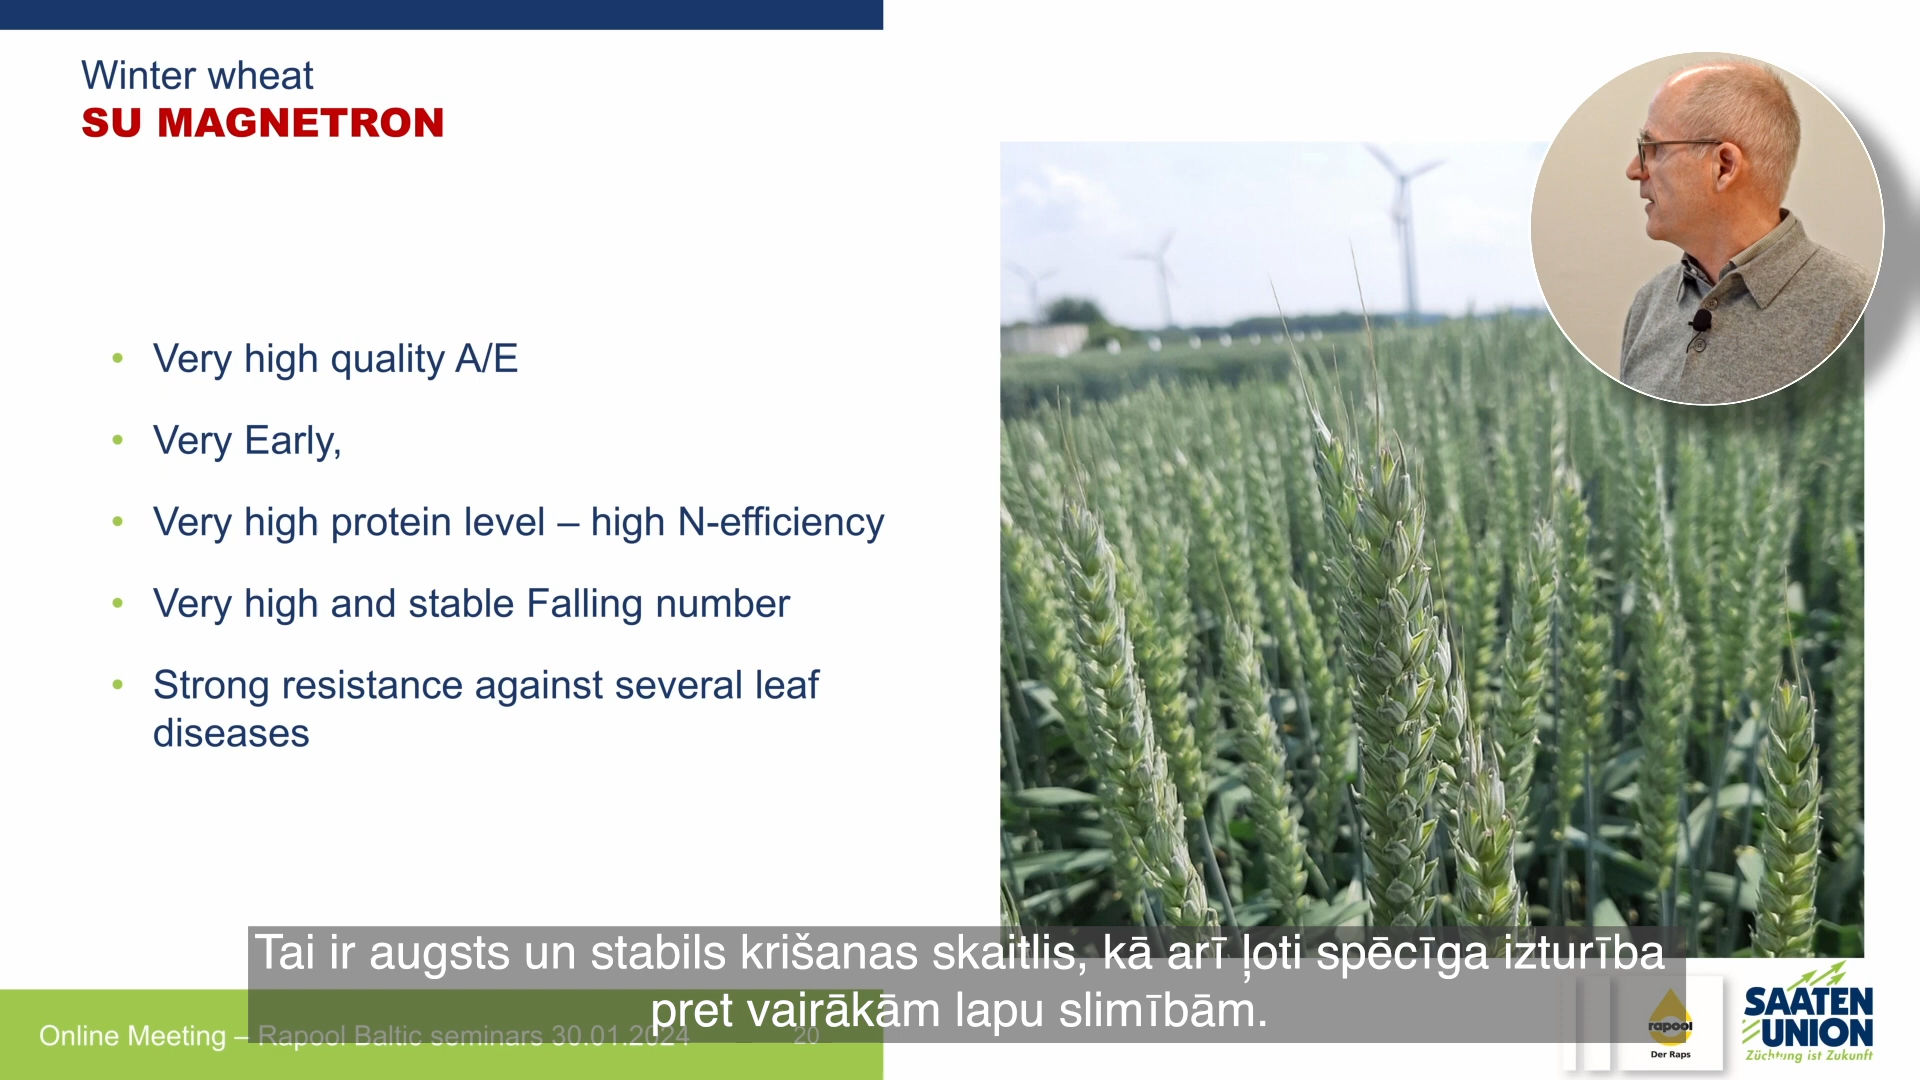 Winter wheat
SU MAGNETRON
• Very high quality A/E
• Very Early,
• Very high protein level – high N-efficiency
• Very high and stable Falling number
• Strong resistance against several leaf
diseases
Tai ir augsts un stabils krišanas skaitlis, kā arī ļoti spēcīga izturība
pret vairākām lapu slimībām.
Online Meeting – Rapool Baltic seminars 30.01.2024
20
rapool
Der Raps
SAATEN
UNION
Züchtung ist Zukunft